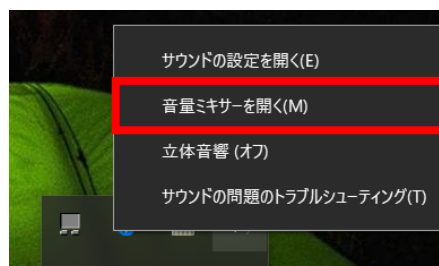 サウンドの設定を開く(E)
音量ミキサーを開く(M)
立体音響 (オフ)
サウンドの問題のトラブルシューティング(T)